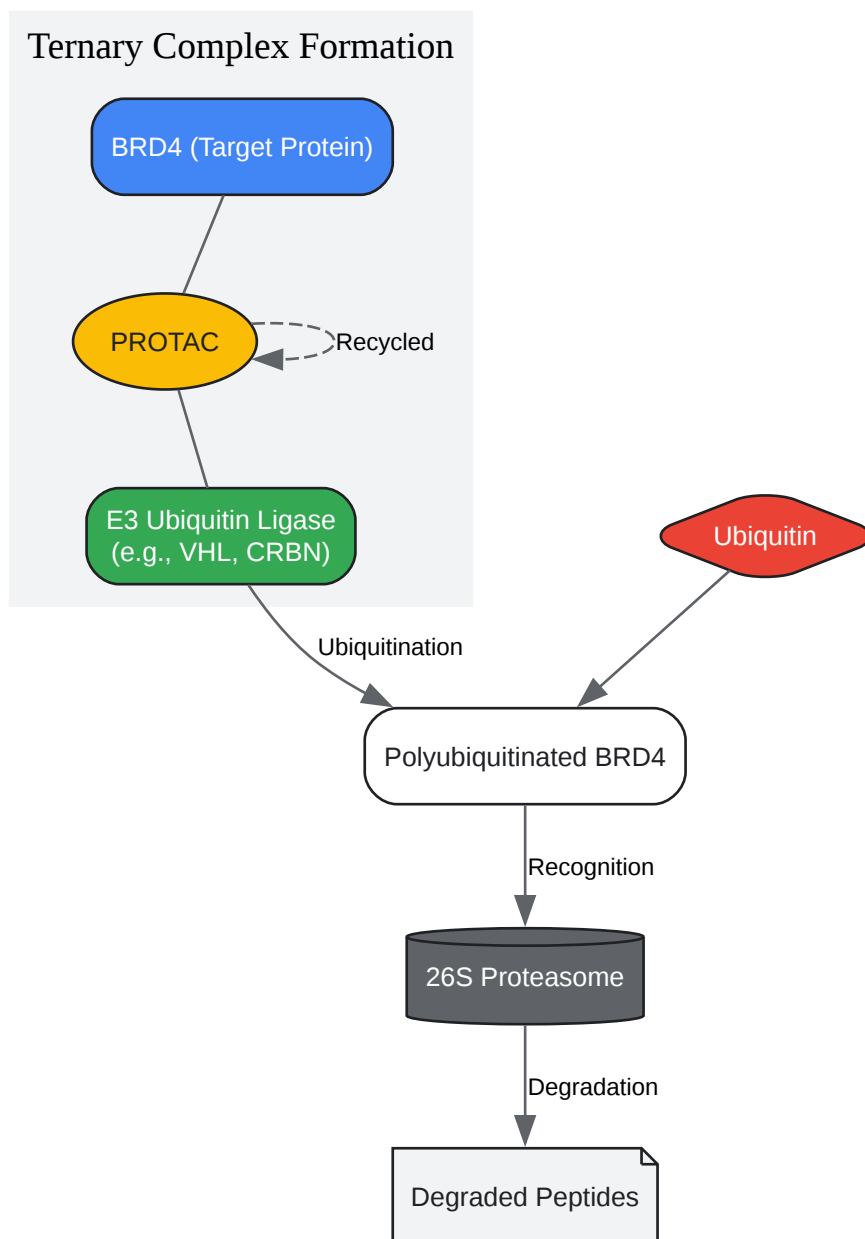 Ternary Complex Formation
BRD4 (Target Protein)
PROTAC
Recycled
E3 Ubiquitin Ligase
(e.g., VHL, CRBN)
Ubiquitin
Ubiquitination
Polyubiquitinated BRD4
Recognition
26S Proteasome
Degradation
Degraded Peptides